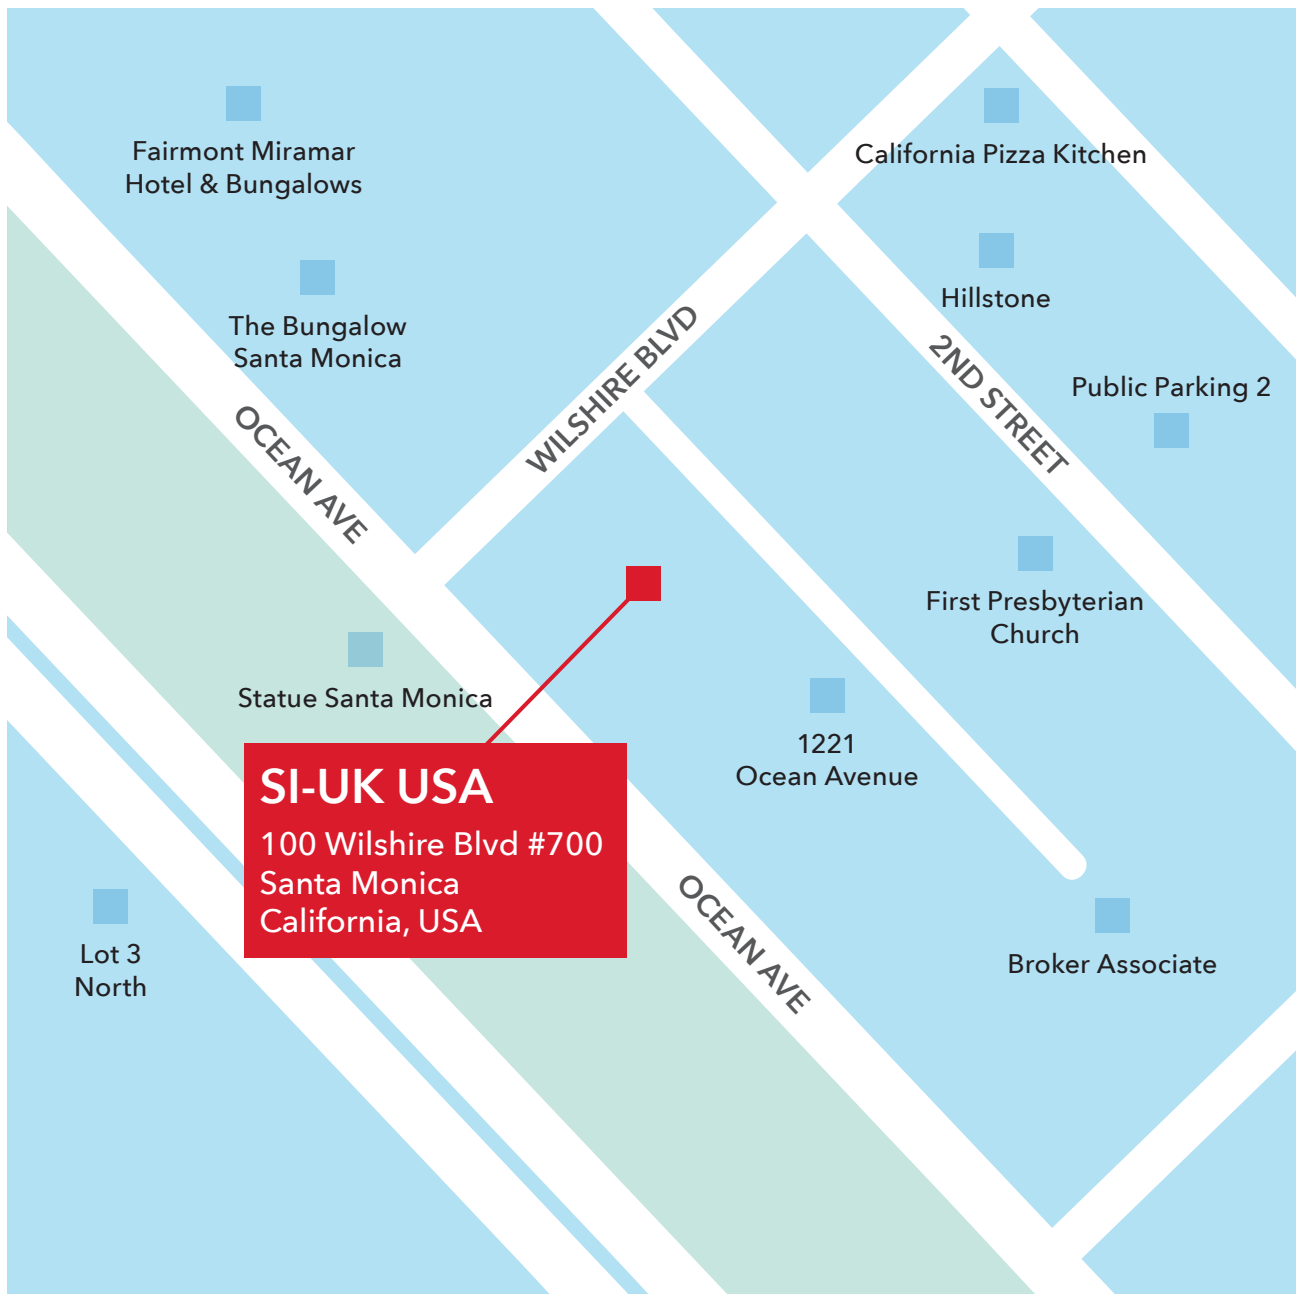 Fairmont Miramar
Hotel & Bungalows
California Pizza Kitchen
The Bungalow
Santa Monica
Hillstone
WILSHIRE BLVD
2ND STREET
Public Parking 2
OCEAN AVE
First Presbyterian
Church
Statue Santa Monica
1221
Ocean Avenue
SI-UK USA
100 Wilshire Blvd #700
Santa Monica
California, USA
OCEAN AVE
Lot 3
North
Broker Associate